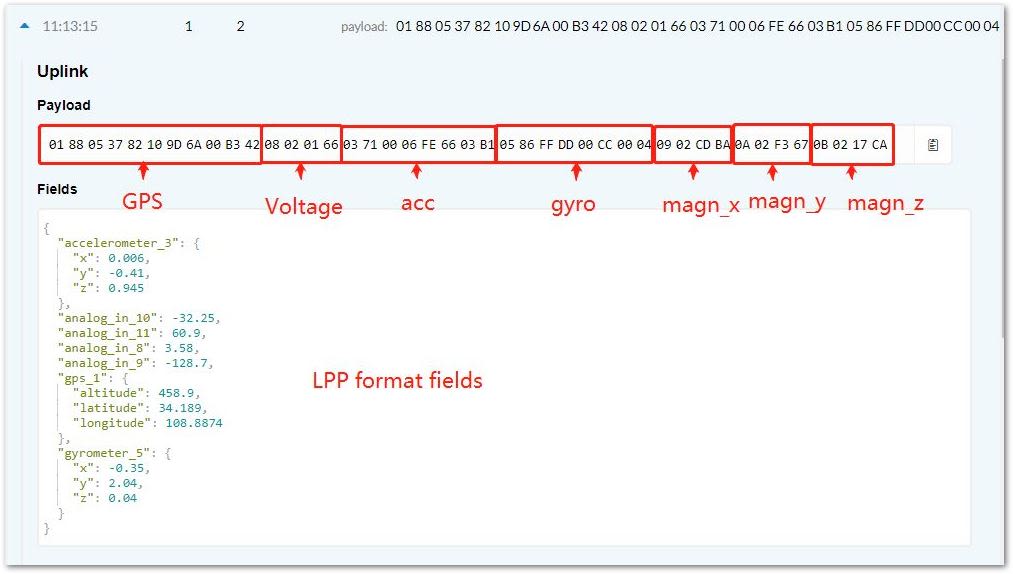 11:13:15 1 2 payload: 01 88 05 37 82 10 9D 6A 00 B3 42 08 02 01 66 03 71 00 06 FE 66 03 B1 05 86 FF DD 00 CC 00 04
Uplink
Payload
01 88 05 37 82 10 9D 6A 00 B3 42 08 02 01 66 03 71 00 06 FE 66 03 B1 05 86 FF DD 00 CC 00 04 09 02 CD BA 0A 02 F3 67 0B 02 17 CA
GPS Voltage acc gyro magn_x magn_y magn_z
Fields
{
"accelerometer_3": {
"x": 0.006,
"y": -0.41,
"z": 0.945
},
"analog_in_10": -32.25,
"analog_in_11": 60.9,
"analog_in_8": 3.58,
"analog_in_9": -128.7,
"gps_1": {
"altitude": 458.9,
"latitude": 34.189,
"longitude": 108.8874
},
"gyrometer_5": {
"x": -0.35,
"y": 2.04,
"z": 0.04
}
}
LPP format fields